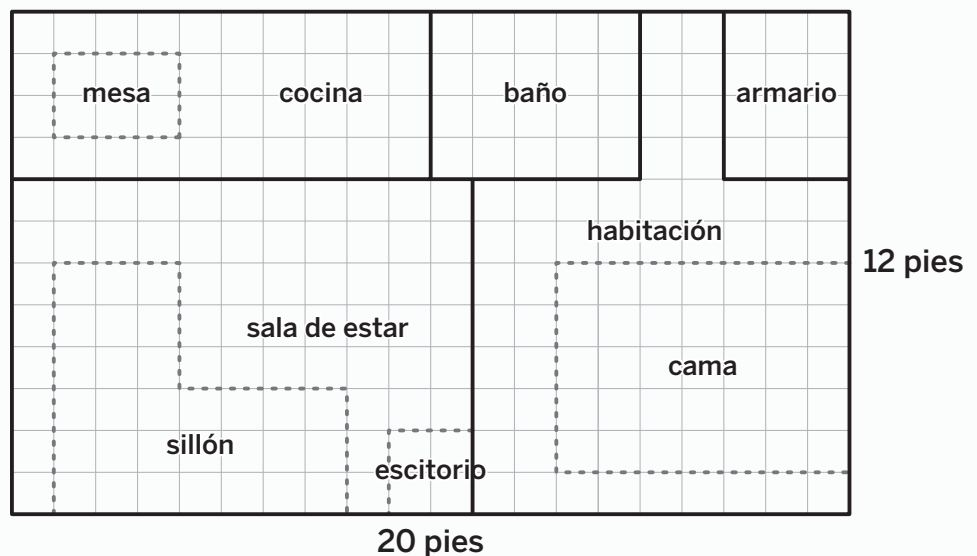 mesa
cocina
baño
armario
habitación
12 pies
sala de estar
cama
sillón
escitorio
20 pies